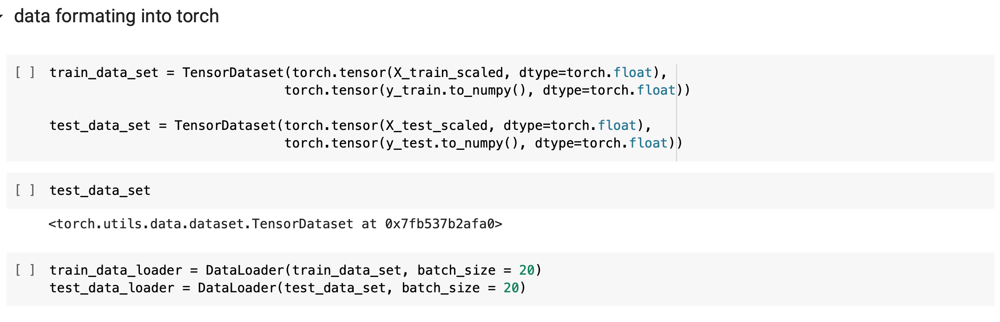 data formating into torch
[ ] train_data_set = TensorDataset(torch.tensor(X_train_scaled, dtype=torch.float),
torch.tensor(y_train.to_numpy(), dtype=torch.float))
test_data_set = TensorDataset(torch.tensor(X_test_scaled, dtype=torch.float),
torch.tensor(y_test.to_numpy(), dtype=torch.float))
[ ] test_data_set
<torch.utils.data.dataset.TensorDataset at 0x7fb537b2afa0>
[ ] train_data_loader = DataLoader(train_data_set, batch_size = 20)
test_data_loader = DataLoader(test_data_set, batch_size = 20)